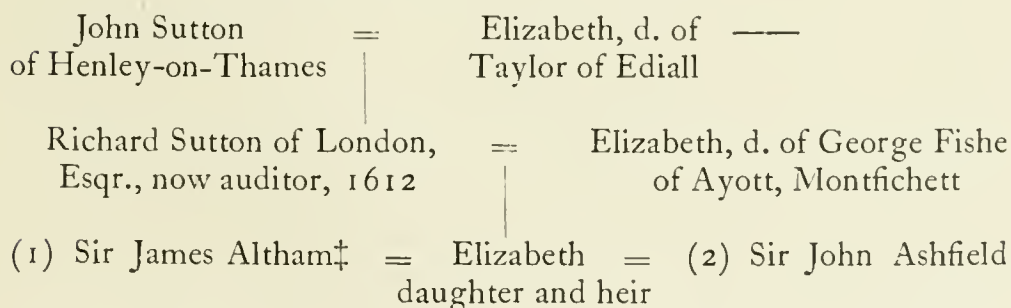 John Sutton = Elizabeth, d. of ——
of Henley-on-Thames Taylor of Ediall
Richard Sutton of London, = Elizabeth, d. of George Fishe
Esqr., now auditor, 1612 of Ayott, Montfichett
(1) Sir James Altham‡ = Elizabeth = (2) Sir John Ashfield
daughter and heir